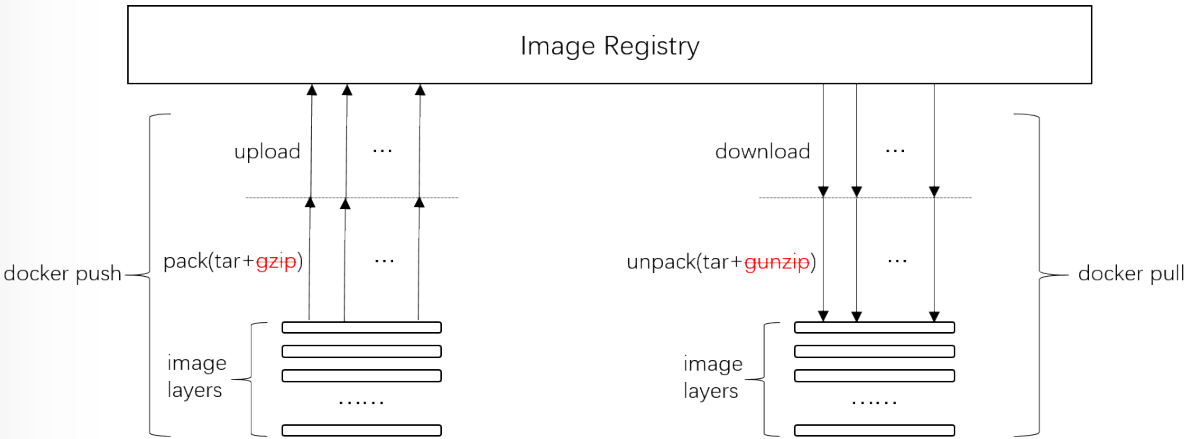 Image Registry
upload ...
download ...
pack(tar+gzip) ...
unpack(tar+gunzip) ...
docker push
docker pull
image
layers
......
image
layers
......